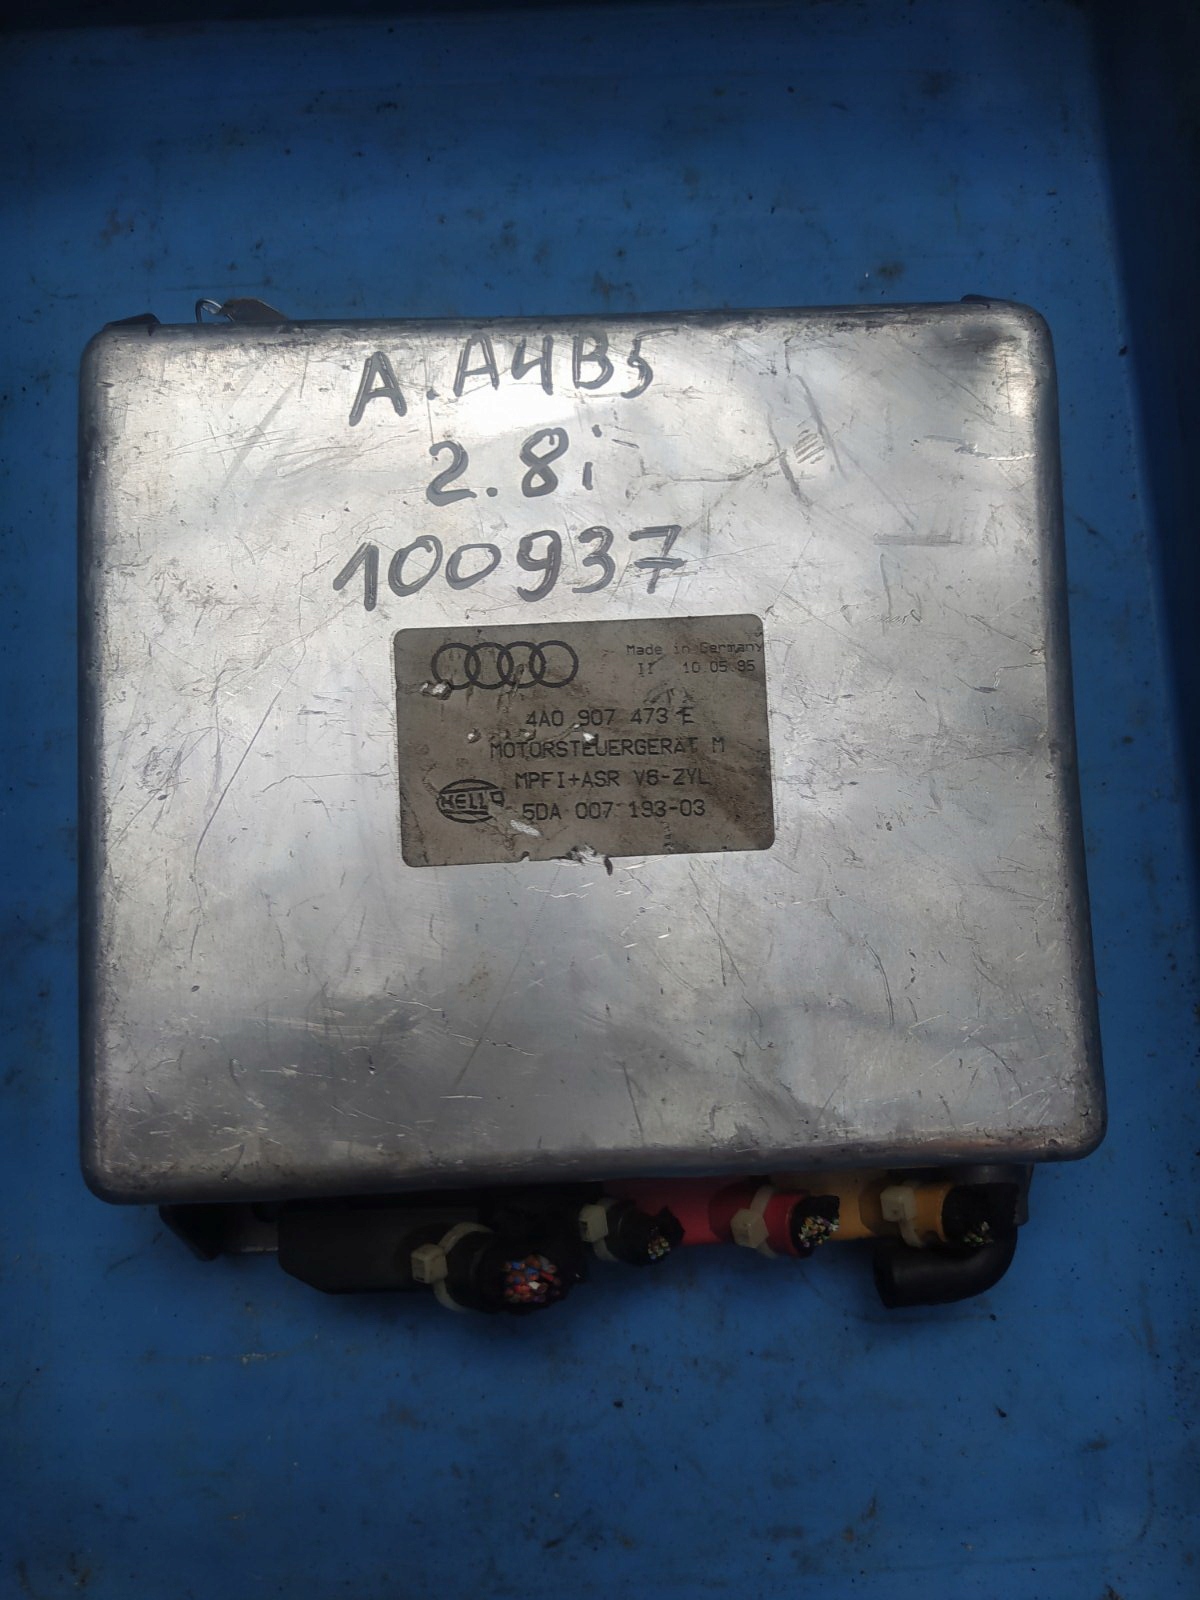 A. A4B5
2.8i
100937
Made in Germany
II 10.05.95
4A0 907 473 E
MOTORSTEUERGERÄT M
MPFI+ASR V6-ZYL
HELLA
5DA 007 193-03